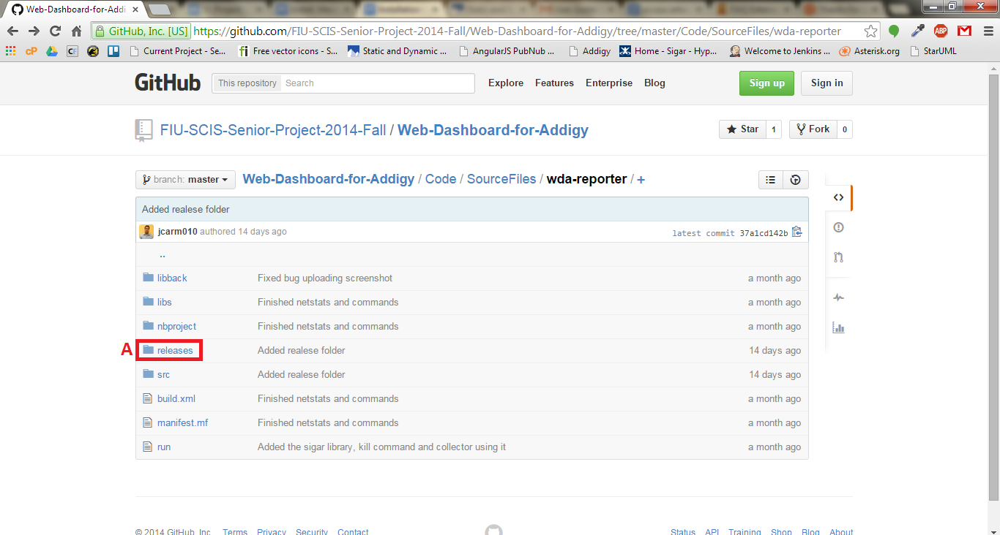 Web-Dashboard-for-Addi
GitHub, Inc. [US] https://github.com/FIU-SCIS-Senior-Project-2014-Fall/Web-Dashboard-for-Addigy/tree/master/Code/SourceFiles/wda-reporter
ABP
cP CF Current Project - Se... fi Free vector icons - S... Static and Dynamic ... AngularJS PubNub ... Addigy Home - Sigar - Hyp... Welcome to Jenkins ... Asterisk.org StarUML
GitHub This repository Search Explore Features Enterprise Blog Sign up Sign in
FIU-SCIS-Senior-Project-2014-Fall / Web-Dashboard-for-Addigy Star 1 Fork 0
branch: master Web-Dashboard-for-Addigy / Code / SourceFiles / wda-reporter / +
Added realese folder
jcarm010 authored 14 days ago latest commit 37a1cd142b
..
libback Fixed bug uploading screenshot a month ago
libs Finished netstats and commands a month ago
nbproject Finished netstats and commands a month ago
A releases Added realese folder 14 days ago
src Added realese folder 14 days ago
build.xml Finished netstats and commands a month ago
manifest.mf Finished netstats and commands a month ago
run Added the sigar library, kill command and collector using it a month ago
© 2014 GitHub, Inc. Terms Privacy Security Contact Status API Training Shop Blog About